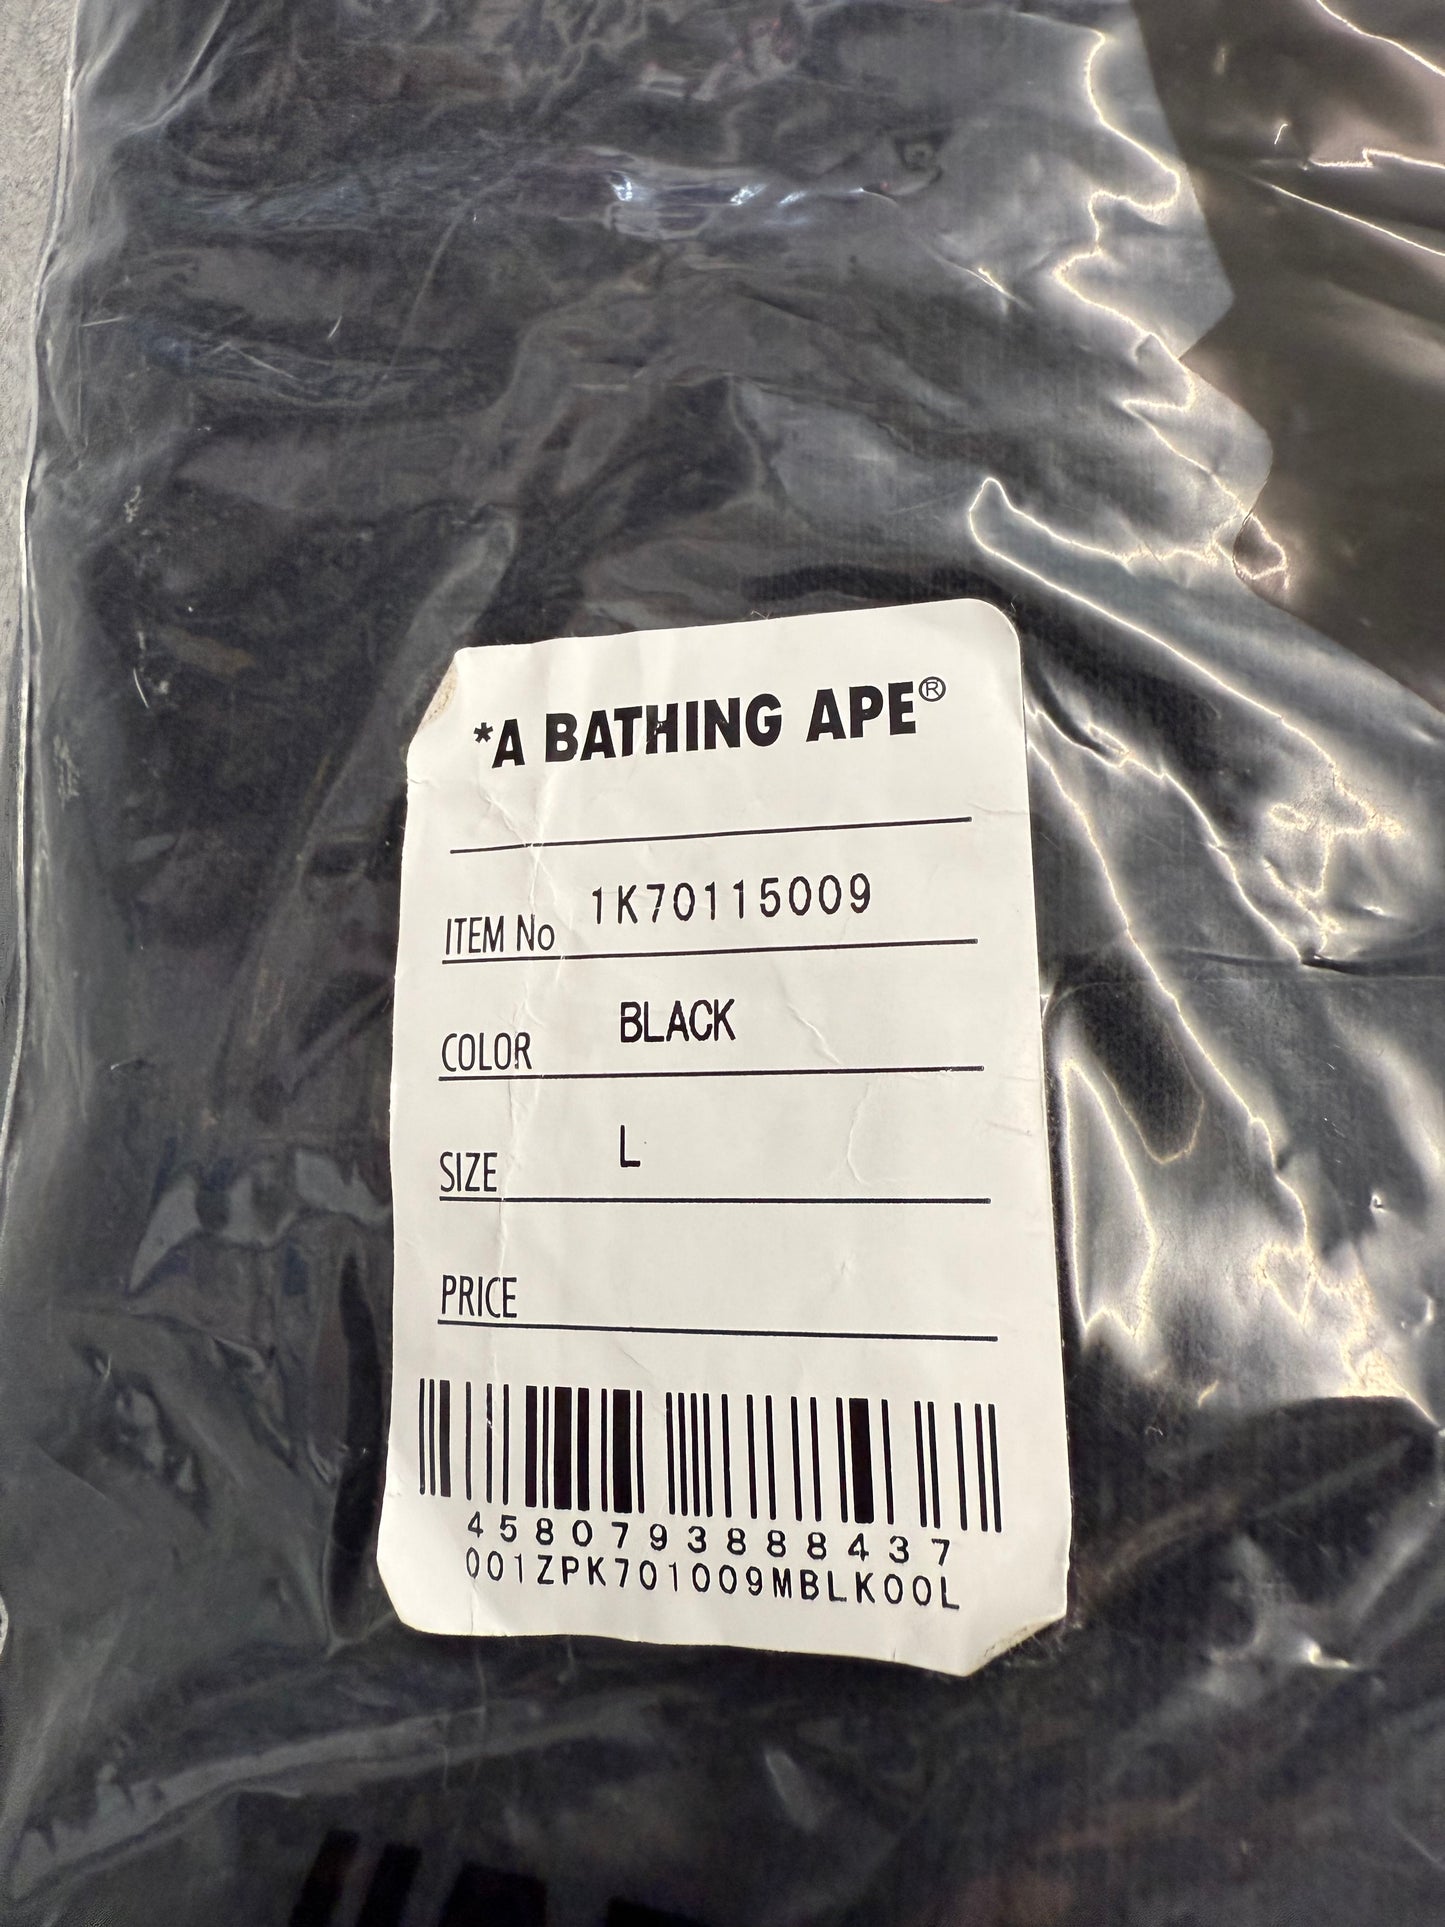 *A BATHING APE®
ITEM No 1K70115009
COLOR BLACK
SIZE L
PRICE
4580793888437
001ZPK701009MBLK00L